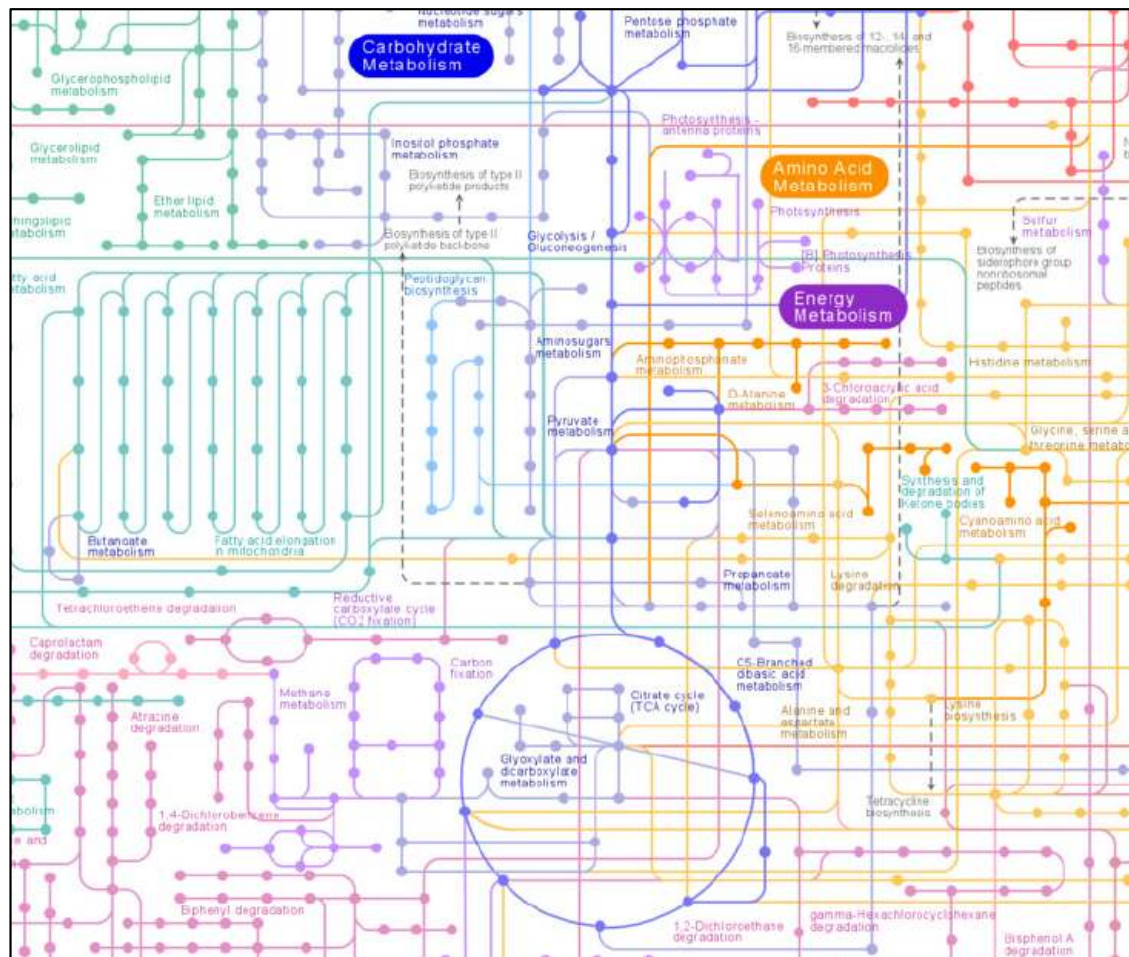 Nucleotide sugars
metabolism
Pentose phosphate
metabolism
Biosynthesis of 12-, 14- and
16-membered macrolides
Carbohydrate
Metabolism
Glycerophospholipid
metabolism
Photosynthesis -
antenna proteins
Glycerolipid
metabolism
Inositol phosphate
metabolism
Biosynthesis of type II
polyketide products
Amino Acid
Metabolism
Ether lipid
metabolism
Photosynthesis
Sulfur
metabolism
Biosynthesis of type II
polyketide backbone
Glycolysis /
Gluconeogenesis
[B] Photosynthesis
Proteins
Biosynthesis of
siderophore group
nonribosomal
peptides
Peptidoglycan
biosynthesis
Energy
Metabolism
Aminosugars
metabolism
Aminophosphonate
metabolism
Histidine metabolism
D-Alanine
metabolism
3-Chloroacrylic acid
degradation
Pyruvate
metabolism
Glycine, serine a
threonine metabo
Synthesis and
degradation of
Ketone bodies
Selenoamino acid
metabolism
Cyanoamino acid
metabolism
Butanoate
metabolism
Fatty acid elongation
in mitochondria
Propanoate
metabolism
Lysine
degradation
Tetrachloroethene degradation
Reductive
carboxylate cycle
(CO2 fixation)
Caprolactam
degradation
Carbon
fixation
C5-Branched
dibasic acid
metabolism
Methane
metabolism
Citrate cycle
(TCA cycle)
Atrazine
degradation
Alanine and
aspartate
metabolism
Lysine
biosynthesis
Glyoxylate and
dicarboxylate
metabolism
1,4-Dichlorobenzene
degradation
Tetracycline
biosynthesis
Biphenyl degradation
1,2-Dichloroethane
degradation
gamma-Hexachlorocyclohexane
degradation
Bisphenol A
degradation